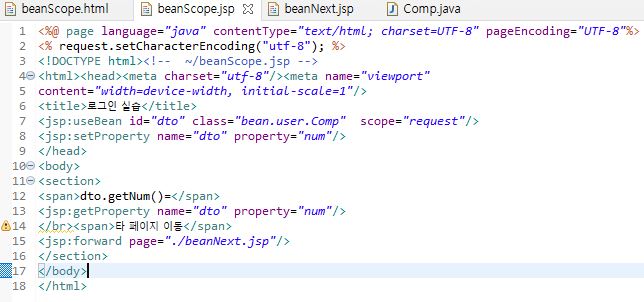 beanScope.html
beanScope.jsp
beanNext.jsp
Comp.java
1 <%@ page language="java" contentType="text/html; charset=UTF-8" pageEncoding="UTF-8"%>
2 <% request.setCharacterEncoding("utf-8"); %>
3 <!DOCTYPE html><!-- ~/beanScope.jsp -->
4 <html><head><meta charset="utf-8"/><meta name="viewport"
5 content="width=device-width, initial-scale=1"/>
6 <title>로그인 실습</title>
7 <jsp:useBean id="dto" class="bean.user.Comp"  scope="request"/>
8 <jsp:setProperty name="dto" property="num"/>
9 </head>
10 <body>
11 <section>
12 <span>dto.getNum()=</span>
13 <jsp:getProperty name="dto" property="num"/>
14 </br><span>타 페이지 이동</span>
15 <jsp:forward page="./beanNext.jsp"/>
16 </section>
17 </body>
18 </html>